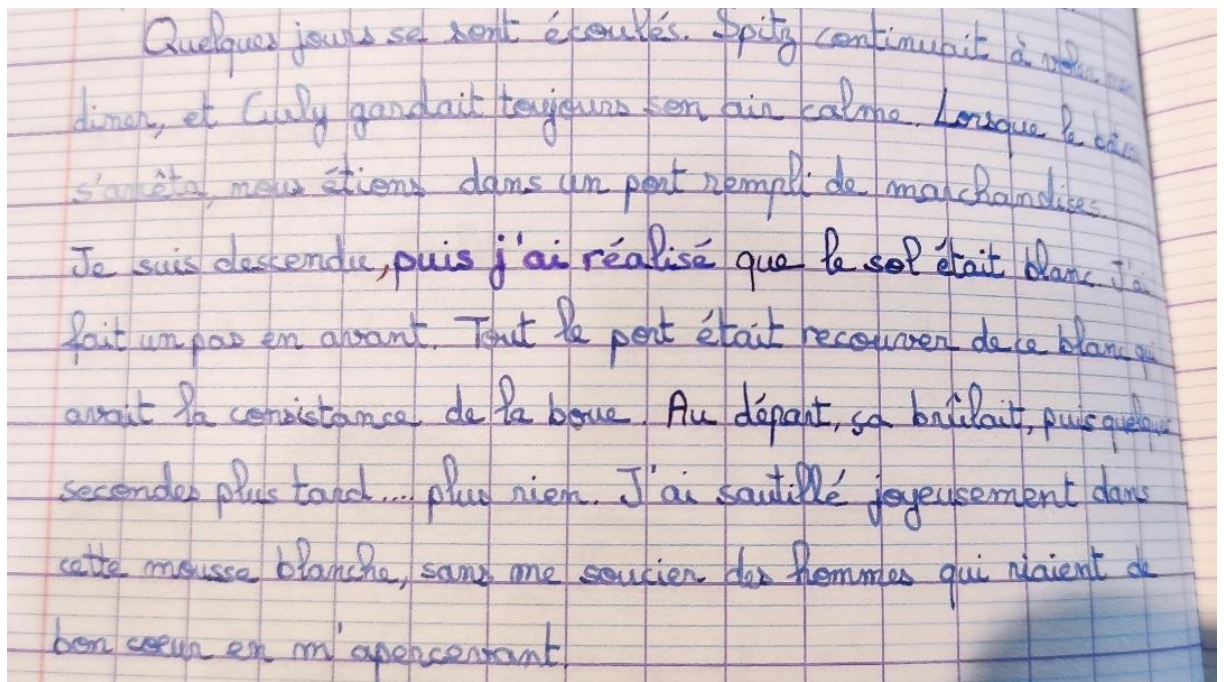 Quelques jours se sont écoulés. Spitz continuait à voler mon
diner, et Curly gardait toujours son air calme. Lorsque le
s'arrêta, nous étions dans un port rempli de marchandises.
Je suis descendu, puis j'ai réalisé que le sol était blanc. J'ai
fait un pas en avant. Tout le port était recouver de ce blanc qui
avait la consistance de la boue. Au départ, ça brûlait, puis quelques
secondes plus tard.... plus rien. J'ai sautillé joyeusement dans
cette mousse blanche, sans me soucier des hommes qui riaient de
bon coeur en m'apercevant.